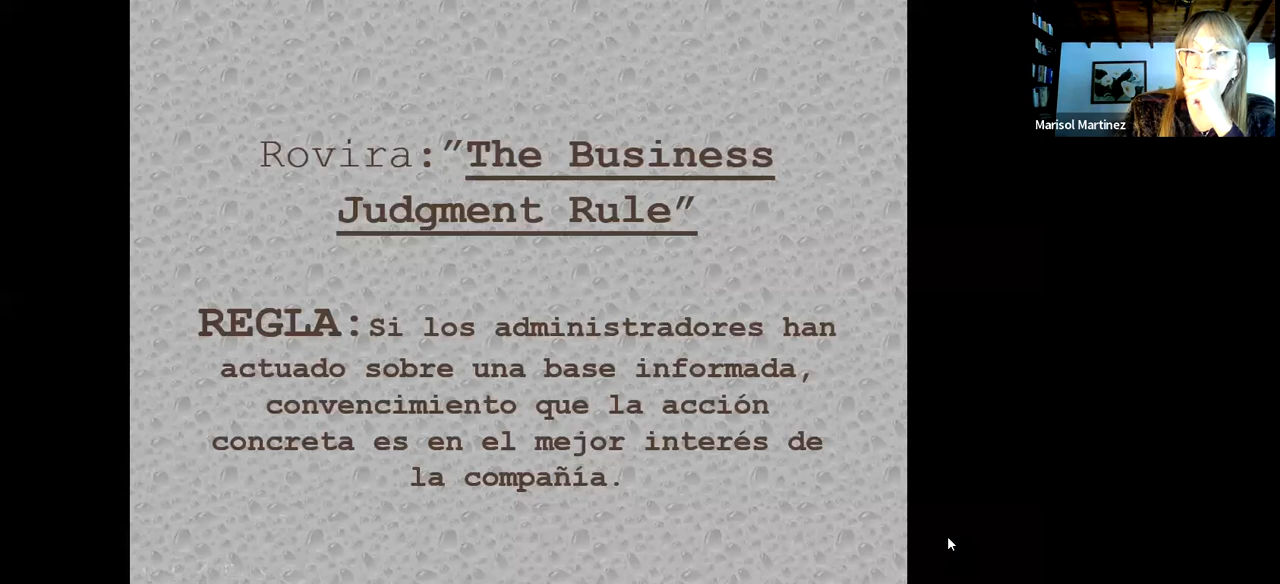 Rovira:”The Business
Judgment Rule”
REGLA:Si los administradores han
actuado sobre una base informada,
convencimiento que la acción
concreta es en el mejor interés de
la compañía.
Marisol Martinez